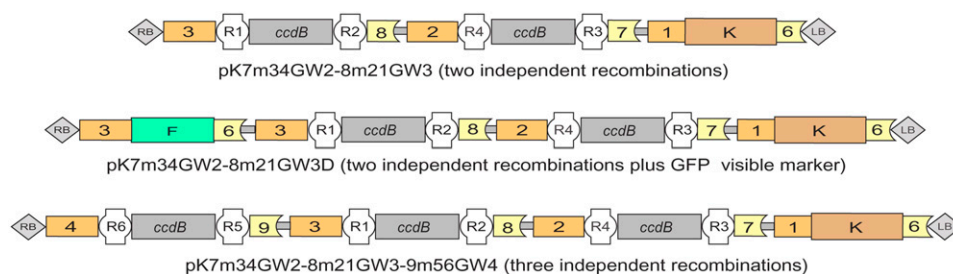 RB 3 R1 ccdB R2 8 2 R4 ccdB R3 7 1 K 6 LB
pK7m34GW2-8m21GW3 (two independent recombinations)
RB 3 F 6 3 R1 ccdB R2 8 2 R4 ccdB R3 7 1 K 6 LB
pK7m34GW2-8m21GW3D (two independent recombinations plus GFP visible marker)
RB 4 R6 ccdB R5 9 3 R1 ccdB R2 8 2 R4 ccdB R3 7 1 K 6 LB
pK7m34GW2-8m21GW3-9m56GW4 (three independent recombinations)